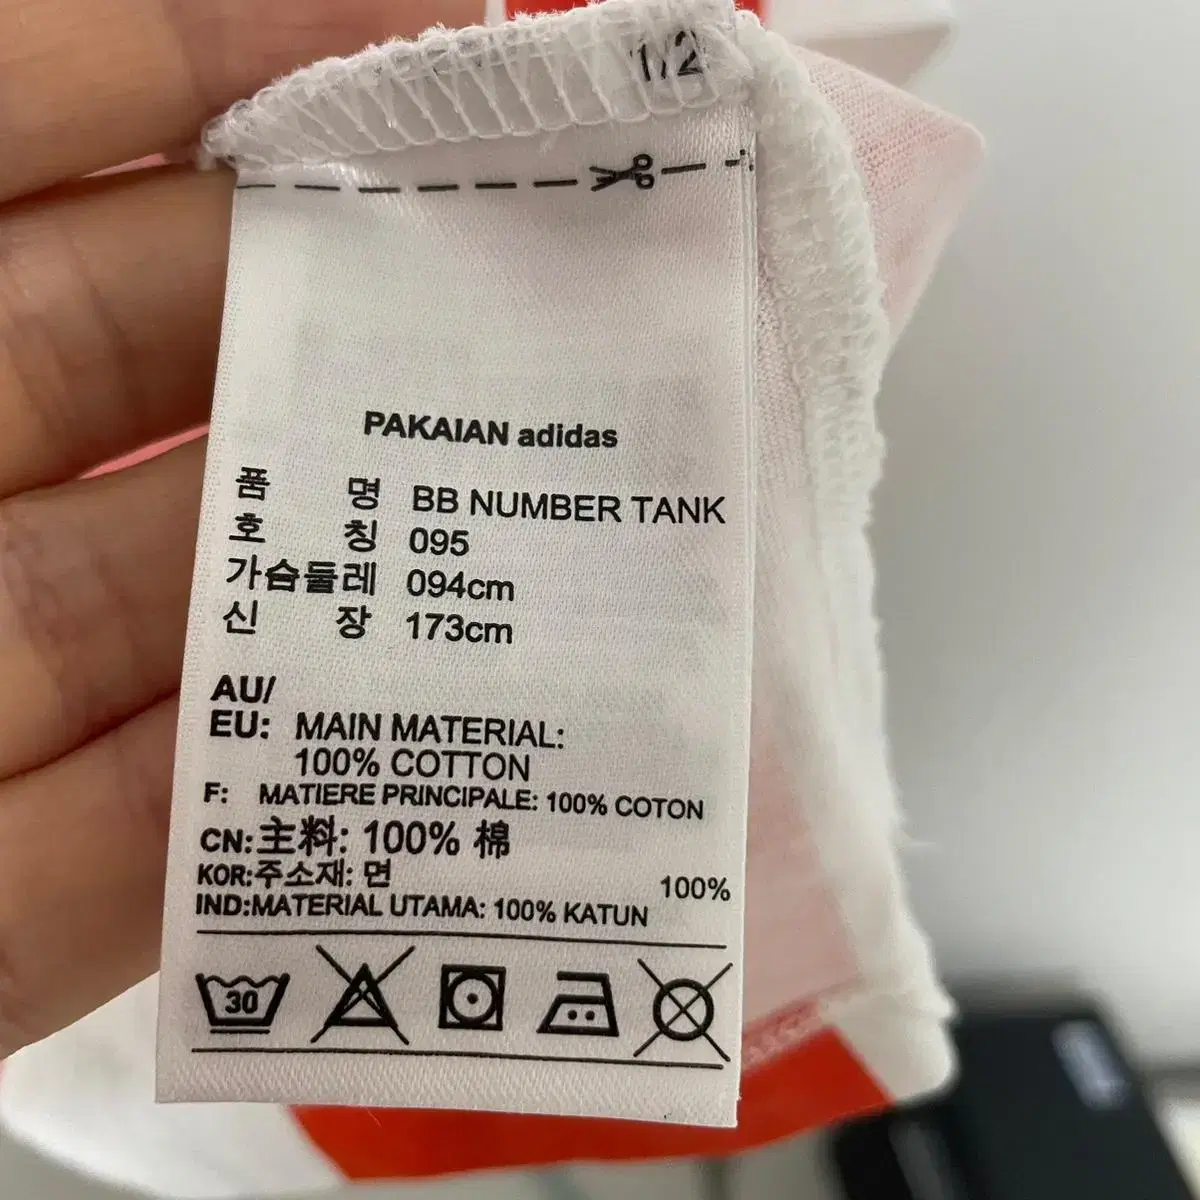 1/2
PAKAIAN adidas
품 명 BB NUMBER TANK
호 칭 095
가슴둘레 094cm
신 장 173cm
AU/
EU: MAIN MATERIAL:
100% COTTON
F: MATIERE PRINCIPALE: 100% COTON
CN:主料: 100% 棉
KOR:주소재: 면 100%
IND:MATERIAL UTAMA: 100% KATUN
30